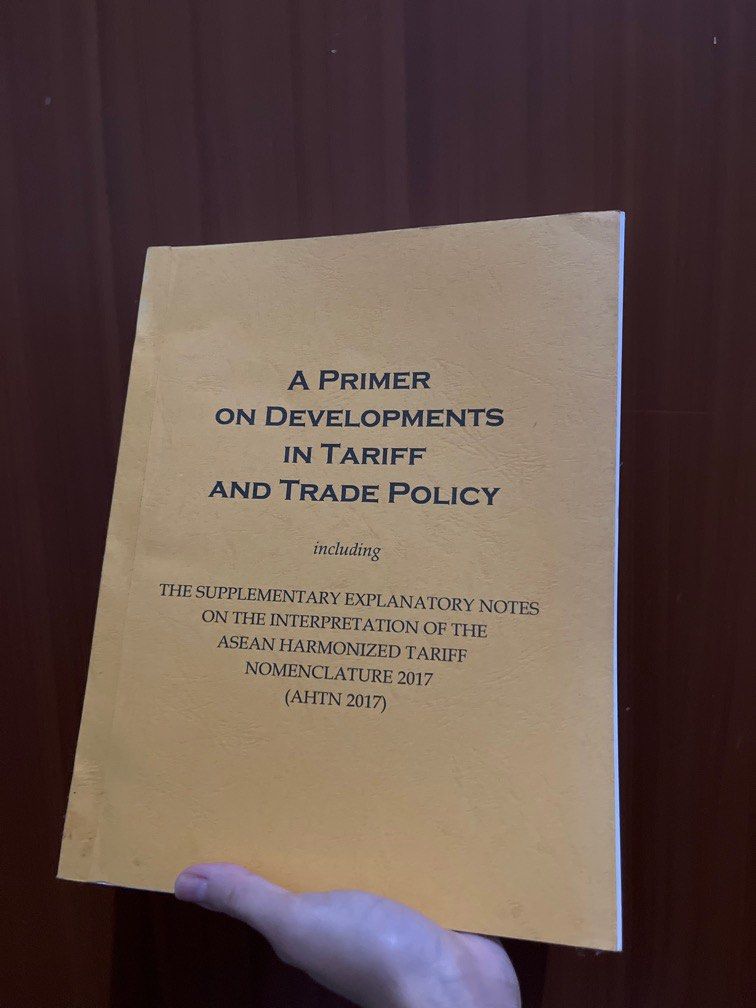 A PRIMER
ON DEVELOPMENTS
IN TARIFF
AND TRADE POLICY
including
THE SUPPLEMENTARY EXPLANATORY NOTES
ON THE INTERPRETATION OF THE
ASEAN HARMONIZED TARIFF
NOMENCLATURE 2017
(AHTN 2017)